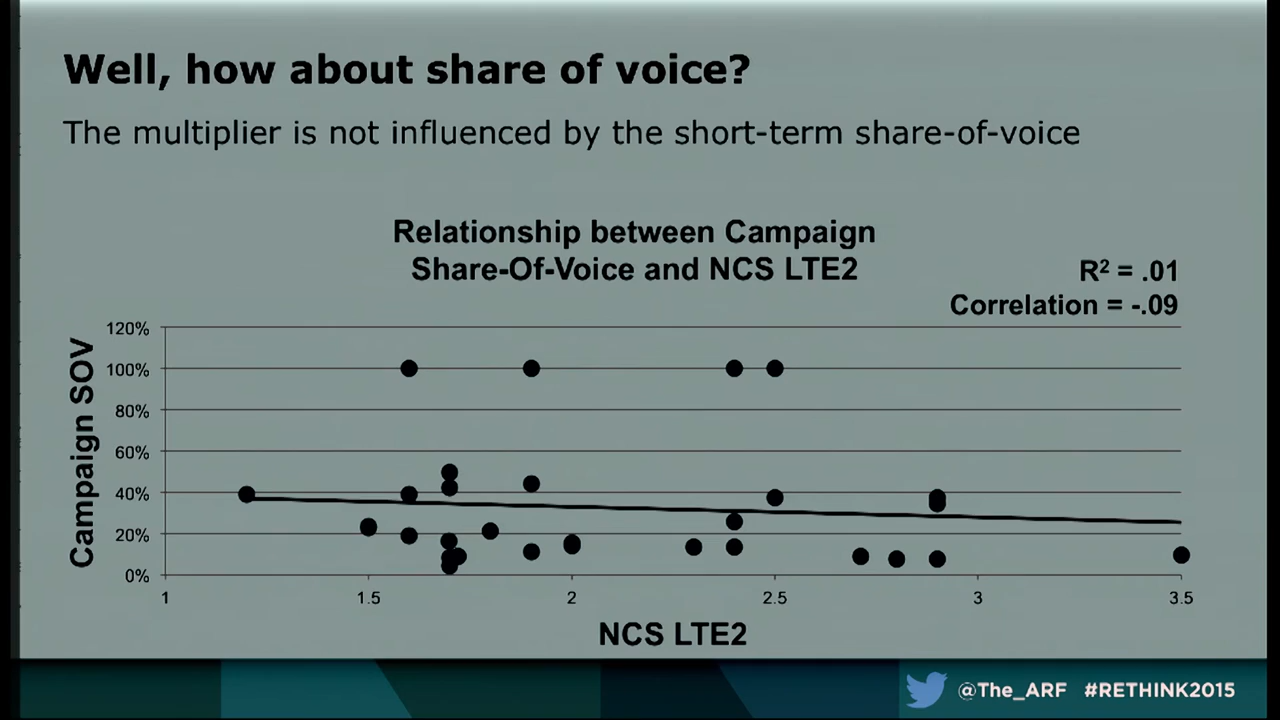 Well, how about share of voice?
The multiplier is not influenced by the short-term share-of-voice
Relationship between Campaign
Share-Of-Voice and NCS LTE2
R² = .01
Correlation = -.09
Campaign SOV
120%
100%
80%
60%
40%
20%
0%
1 1.5 2 2.5 3 3.5
NCS LTE2
@The_ARF #RETHINK2015